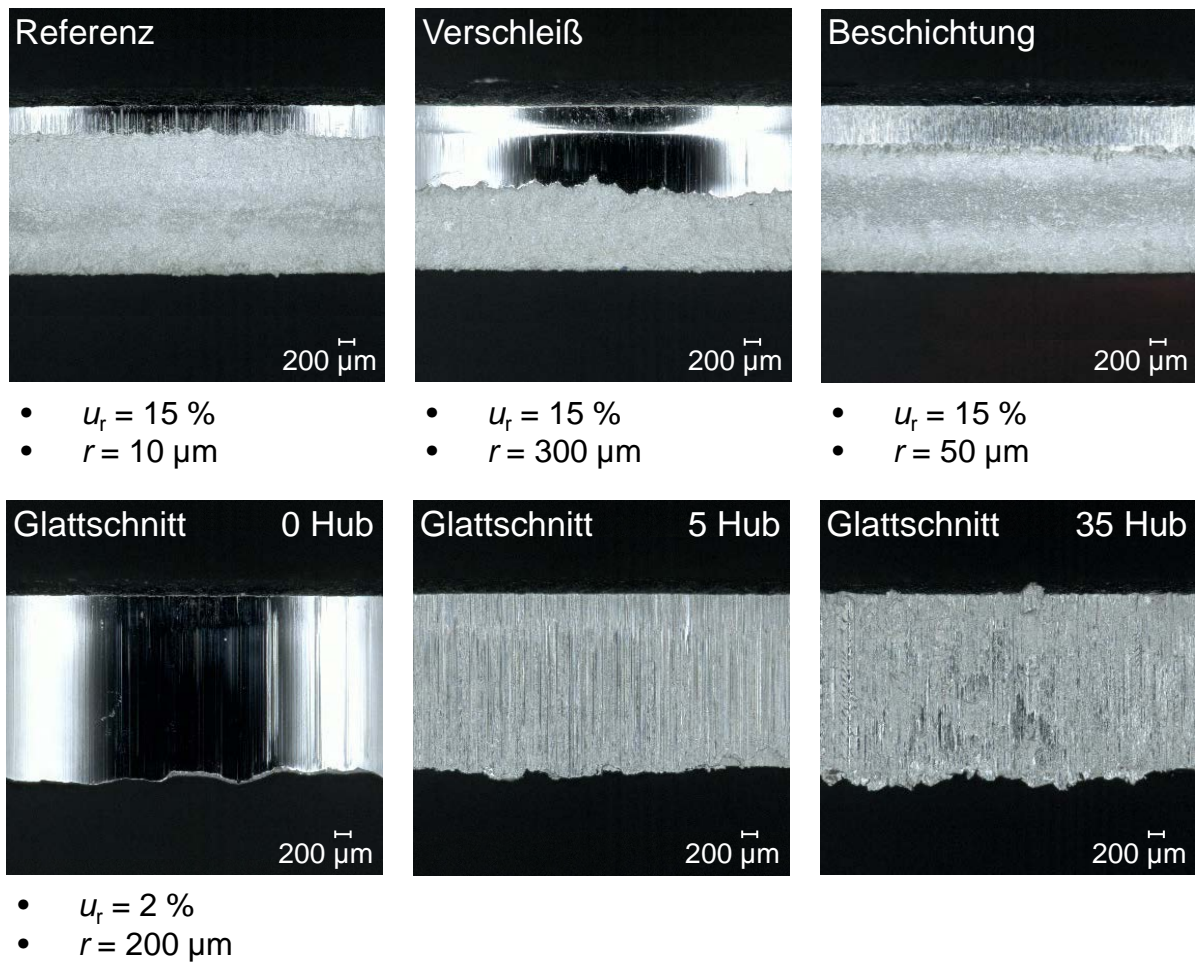 Referenz
Verschleiß
Beschichtung
200 µm
200 µm
200 µm
• u_r = 15 %
• r = 10 µm
• u_r = 15 %
• r = 300 µm
• u_r = 15 %
• r = 50 µm
Glattschnitt 0 Hub
Glattschnitt 5 Hub
Glattschnitt 35 Hub
200 µm
200 µm
200 µm
• u_r = 2 %
• r = 200 µm